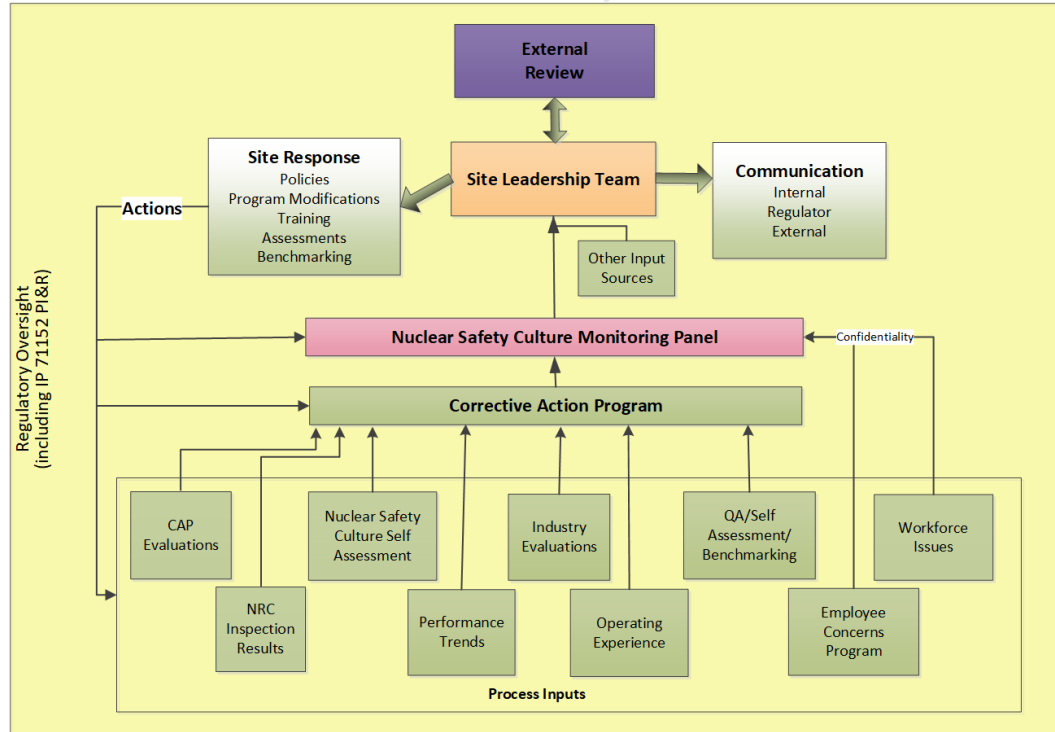 External
Review
Site Response
Policies
Program Modifications
Training
Assessments
Benchmarking
Site Leadership Team
Communication
Internal
Regulator
External
Actions
Other Input
Sources
Regulatory Oversight
(including IP 71152 PI&R)
Nuclear Safety Culture Monitoring Panel
Confidentiality
Corrective Action Program
CAP
Evaluations
Nuclear Safety
Culture Self
Assessment
Industry
Evaluations
QA/Self
Assessment/
Benchmarking
Workforce
Issues
NRC
Inspection
Results
Performance
Trends
Operating
Experience
Employee
Concerns
Program
Process Inputs